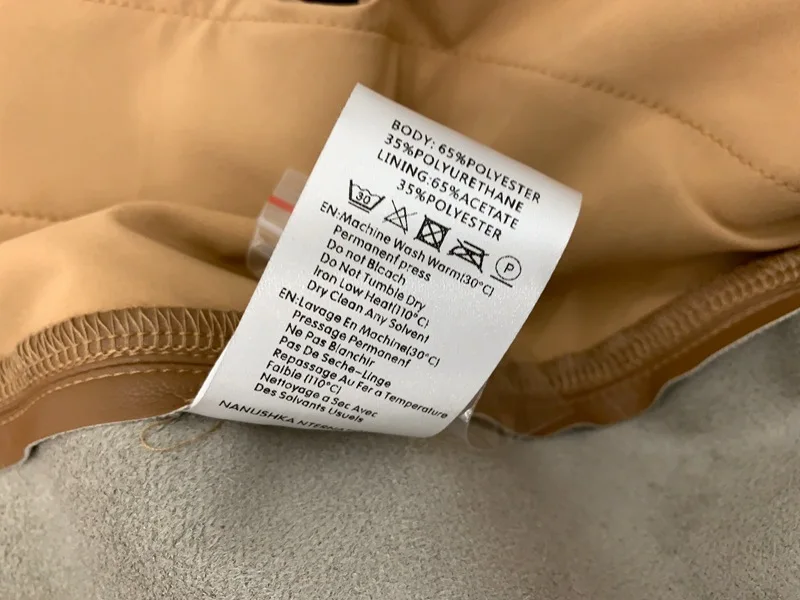 BODY: 65%POLYESTER
35%POLYURETHANE
LINING:65%ACETATE
35%POLYESTER
30
P
EN:Machine Wash Warm(30°C)
Permanent press
Do not Bleach
Do Not Tumble Dry
Iron Low Heat(110°C)
Dry Clean Any Solvent
EN:Lavage En Machine(30°C)
Pressage Permanent
Ne Pas Blanchir
Pas De Seche-Linge
Repassage Au Fer a Temperature
Faible (110°C)
Nettoyage a Sec Avec
Des Solvants Usuels
NANUSHKA